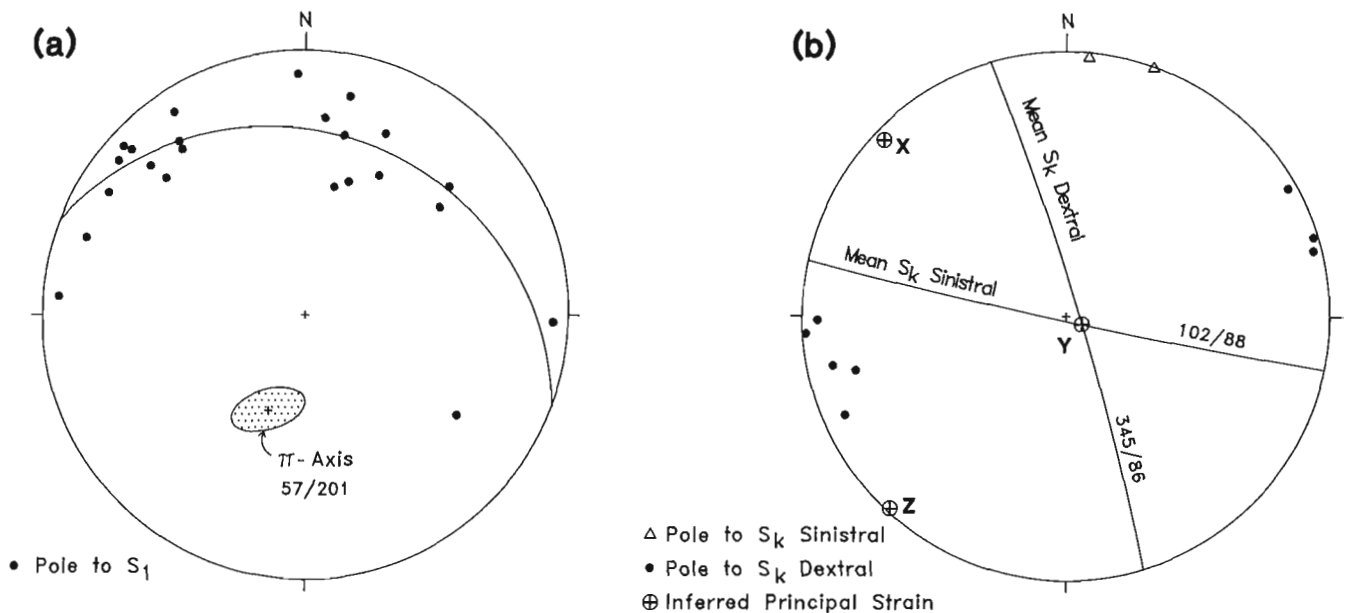 (a)
N
π-Axis
57/201
• Pole to S1
(b)
N
X
Mean Sk Dextral
Mean Sk Sinistral
Y
102/88
345/86
Z
△ Pole to Sk Sinistral
• Pole to Sk Dextral
⊕ Inferred Principal Strain